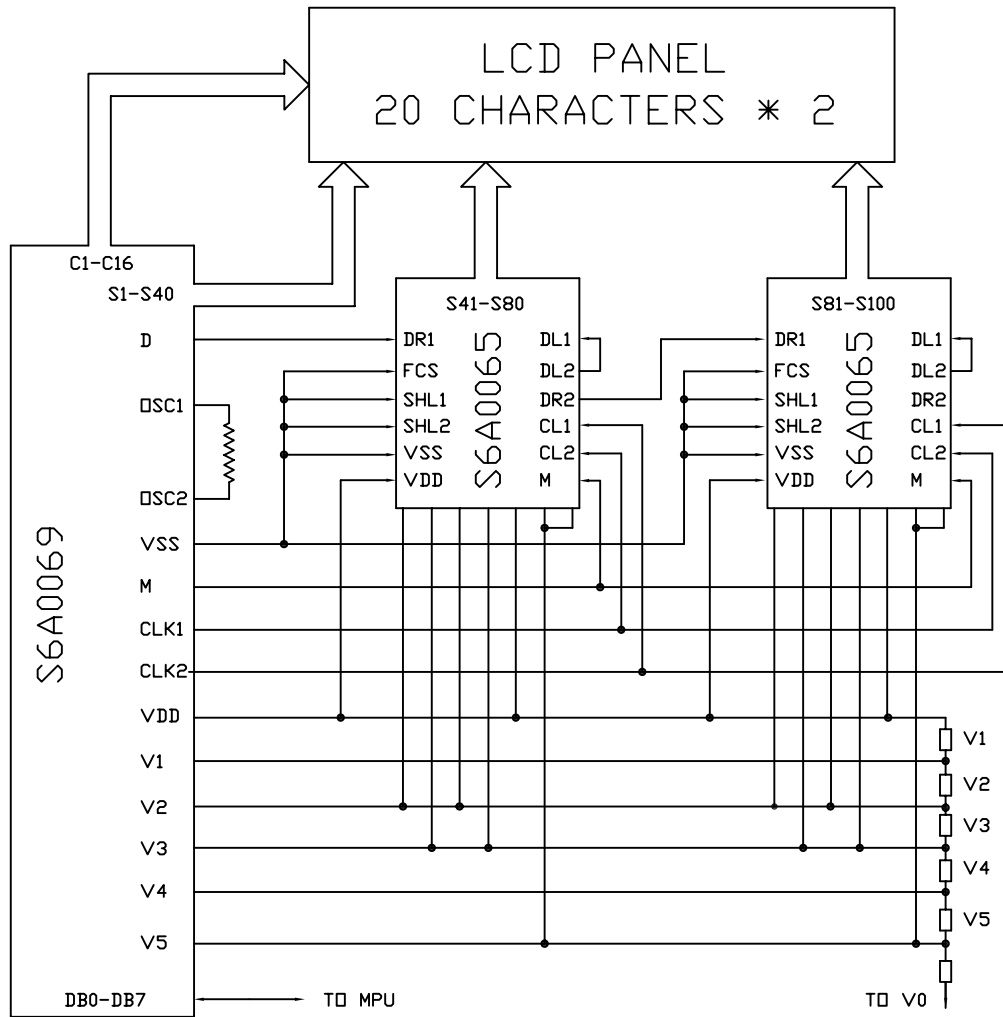 LCD PANEL
20 CHARACTERS * 2
C1-C16
S1-S40
D
OSC1
OSC2
VSS
M
CLK1
CLK2
VDD
V1
V2
V3
V4
V5
DB0-DB7
S6A0069
TO MPU
S41-S80
DR1
FCS
SHL1
SHL2
VSS
VDD
S6A0065
DL1
DL2
DR2
CL1
CL2
M
S81-S100
DR1
FCS
SHL1
SHL2
VSS
VDD
S6A0065
DL1
DL2
DR2
CL1
CL2
M
V1
V2
V3
V4
V5
TO V0